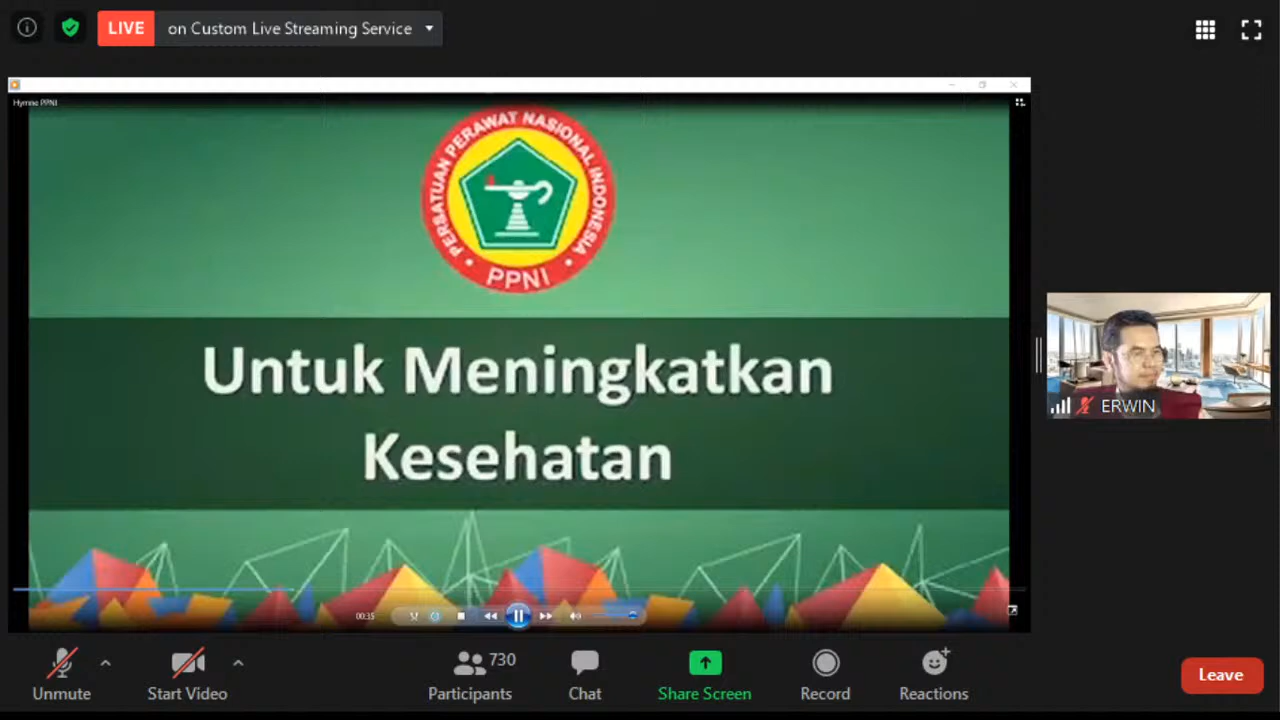 LIVE on Custom Live Streaming Service
Hymne PPNI
PERSATUAN PERAWAT NASIONAL INDONESIA
PPNI
Untuk Meningkatkan
Kesehatan
ERWIN
00:35
Unmute
Start Video
730
Participants
Chat
Share Screen
Record
Reactions
Leave